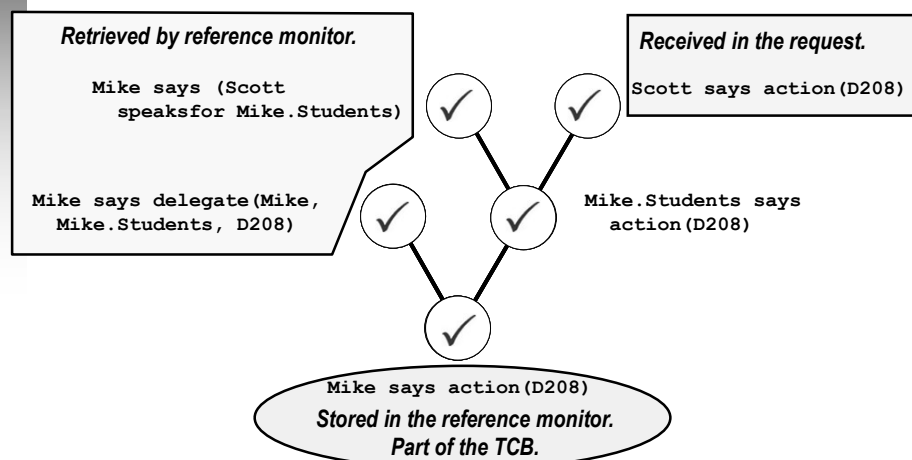 Retrieved by reference monitor.
Mike says (Scott
speaksfor Mike.Students)
Mike says delegate(Mike,
Mike.Students, D208)
Received in the request.
Scott says action(D208)
Mike.Students says
action(D208)
Mike says action(D208)
Stored in the reference monitor.
Part of the TCB.